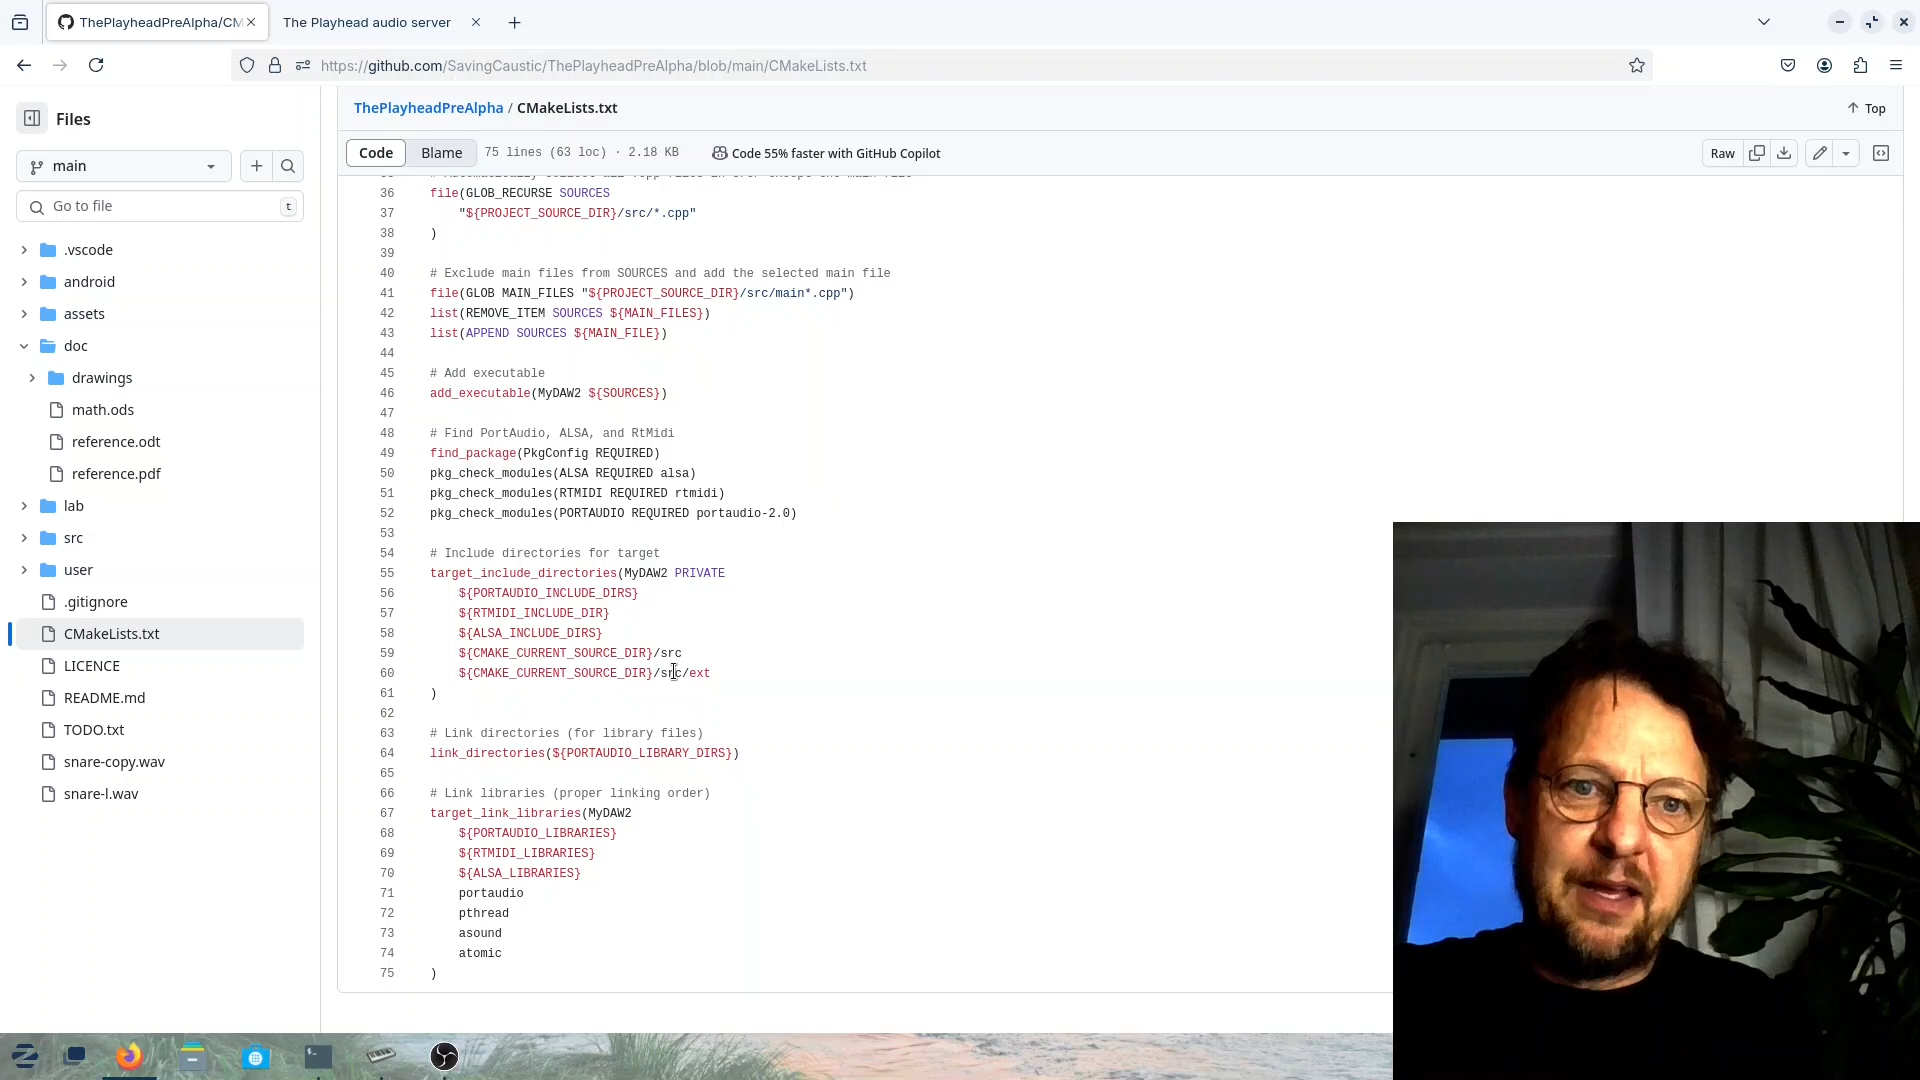 ThePlayheadPreAlpha/CM
The Playhead audio server
https://github.com/SavingCaustic/ThePlayheadPreAlpha/blob/main/CMakeLists.txt
Files
ThePlayheadPreAlpha / CMakeLists.txt
Top
main
Code
Blame
75 lines (63 loc) · 2.18 KB
Code 55% faster with GitHub Copilot
Raw
Go to file
t
.vscode
android
assets
doc
drawings
math.ods
reference.odt
reference.pdf
lab
src
user
.gitignore
CMakeLists.txt
LICENCE
README.md
TODO.txt
snare-copy.wav
snare-l.wav
36 file(GLOB_RECURSE SOURCES
37 "${PROJECT_SOURCE_DIR}/src/*.cpp"
38 )
39
40 # Exclude main files from SOURCES and add the selected main file
41 file(GLOB MAIN_FILES "${PROJECT_SOURCE_DIR}/src/main*.cpp")
42 list(REMOVE_ITEM SOURCES ${MAIN_FILES})
43 list(APPEND SOURCES ${MAIN_FILE})
44
45 # Add executable
46 add_executable(MyDAW2 ${SOURCES})
47
48 # Find PortAudio, ALSA, and RtMidi
49 find_package(PkgConfig REQUIRED)
50 pkg_check_modules(ALSA REQUIRED alsa)
51 pkg_check_modules(RTMIDI REQUIRED rtmidi)
52 pkg_check_modules(PORTAUDIO REQUIRED portaudio-2.0)
53
54 # Include directories for target
55 target_include_directories(MyDAW2 PRIVATE
56 ${PORTAUDIO_INCLUDE_DIRS}
57 ${RTMIDI_INCLUDE_DIR}
58 ${ALSA_INCLUDE_DIRS}
59 ${CMAKE_CURRENT_SOURCE_DIR}/src
60 ${CMAKE_CURRENT_SOURCE_DIR}/src/ext
61 )
62
63 # Link directories (for library files)
64 link_directories(${PORTAUDIO_LIBRARY_DIRS})
65
66 # Link libraries (proper linking order)
67 target_link_libraries(MyDAW2
68 ${PORTAUDIO_LIBRARIES}
69 ${RTMIDI_LIBRARIES}
70 ${ALSA_LIBRARIES}
71 portaudio
72 pthread
73 asound
74 atomic
75 )